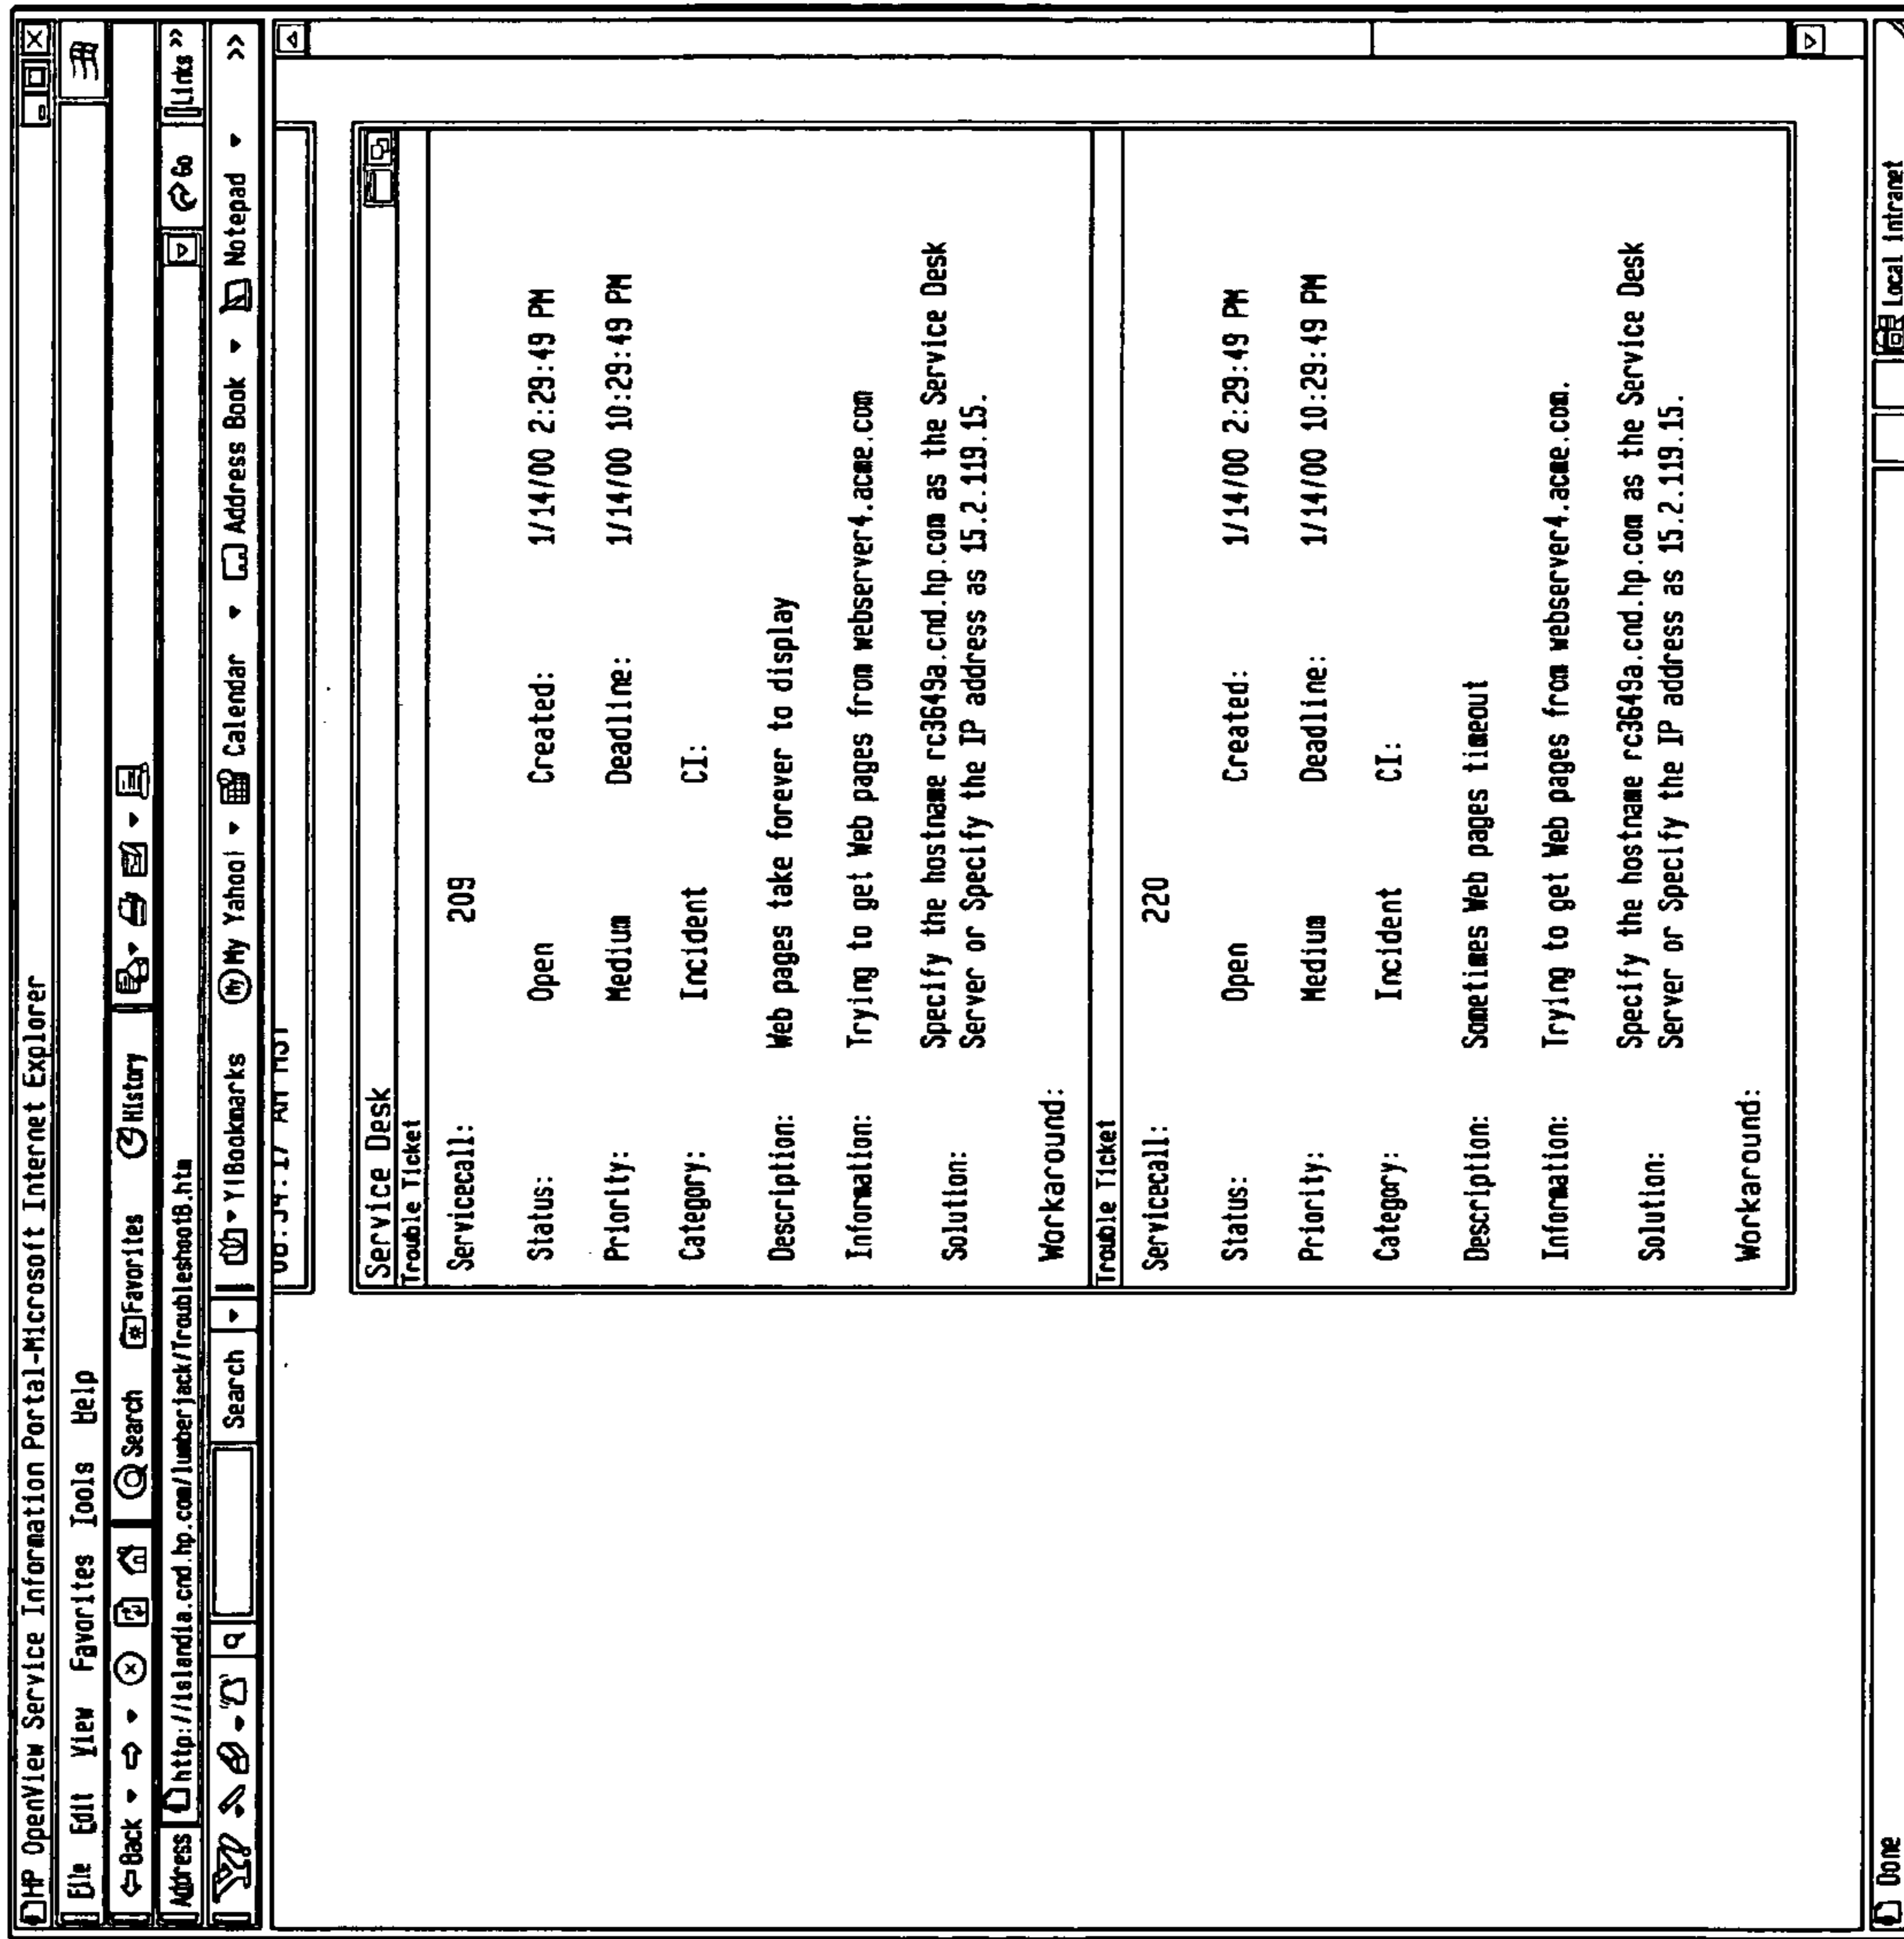 HP OpenView Service Information Portal-Microsoft Internet Explorer
File Edit View Favorites Tools Help
Back Search Favorites History
Address http://islandia.cnd.hp.com/lumberjack/TroubleshootB.htm Go Links >>
Y! Search Y!Bookmarks My My Yahoo! Calendar Address Book Notepad >>
08:54:17 AM MST
Service Desk
Trouble Ticket
Servicecall: 209
Status: Open Created: 1/14/00 2:29:49 PM
Priority: Medium Deadline: 1/14/00 10:29:49 PM
Category: Incident CI:
Description: Web pages take forever to display
Information: Trying to get Web pages from webserver4.acme.com
Solution: Specify the hostname rc3649a.cnd.hp.com as the Service Desk
Server or Specify the IP address as 15.2.119.15.
Workaround:
Trouble Ticket
Servicecall: 220
Status: Open Created: 1/14/00 2:29:49 PM
Priority: Medium Deadline: 1/14/00 10:29:49 PM
Category: Incident CI:
Description: Sometimes Web pages timeout
Information: Trying to get Web pages from webserver4.acme.com.
Solution: Specify the hostname rc3649a.cnd.hp.com as the Service Desk
Server or Specify the IP address as 15.2.119.15.
Workaround:
Done Local intranet